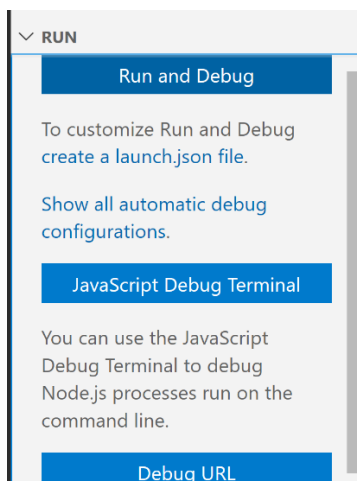 RUN
Run and Debug
To customize Run and Debug
create a launch.json file.
Show all automatic debug
configurations.
JavaScript Debug Terminal
You can use the JavaScript
Debug Terminal to debug
Node.js processes run on the
command line.
Debug URL